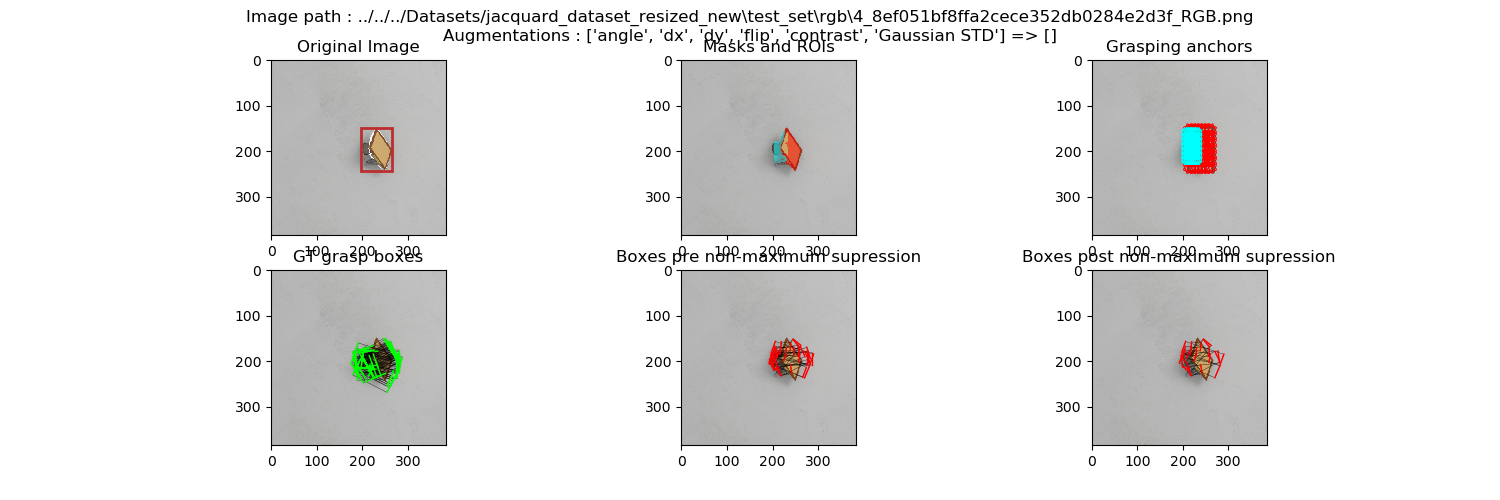 Image path : ../../../Datasets/jacquard_dataset_resized_new\test_set\rgb\4_8ef051bf8ffa2cece352db0284e2d3f_RGB.png
Augmentations : ['angle', 'dx', 'dy', 'flip', 'contrast', 'Gaussian STD'] => []
Original Image
Masks and ROIs
Grasping anchors
0
100
200
300
0 100 200 300
0
100
200
300
0 100 200 300
0
100
200
300
0 100 200 300
GT grasp boxes
Boxes pre non-maximum supression
Boxes post non-maximum supression
0
100
200
300
0 100 200 300
0
100
200
300
0 100 200 300
0
100
200
300
0 100 200 300